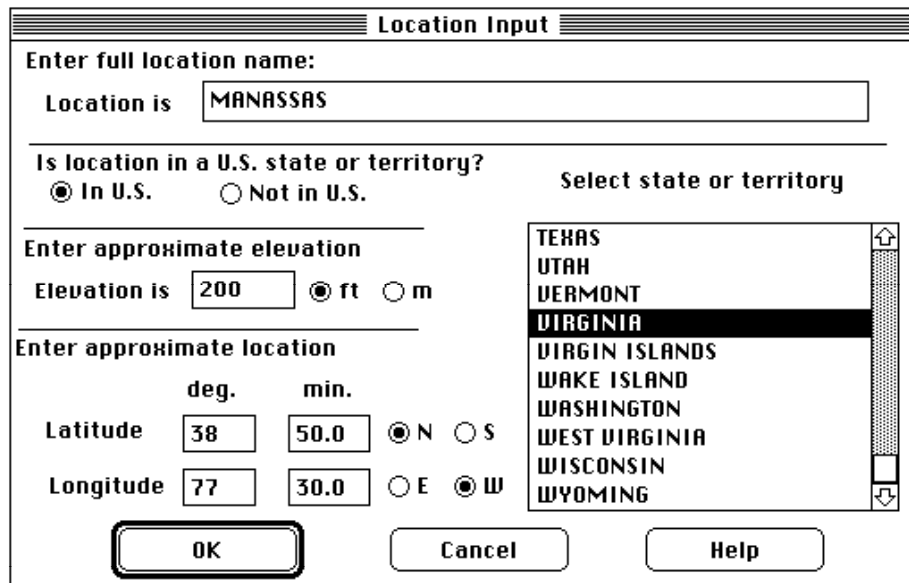 Location Input
Enter full location name:
Location is MANASSAS
Is location in a U.S. state or territory?
In U.S. Not in U.S.
Select state or territory
Enter approximate elevation
Elevation is 200 ft m
Enter approximate location
deg. min.
Latitude 38 50.0 N S
Longitude 77 30.0 E W
TEXAS
UTAH
VERMONT
VIRGINIA
VIRGIN ISLANDS
WAKE ISLAND
WASHINGTON
WEST VIRGINIA
WISCONSIN
WYOMING
OK Cancel Help